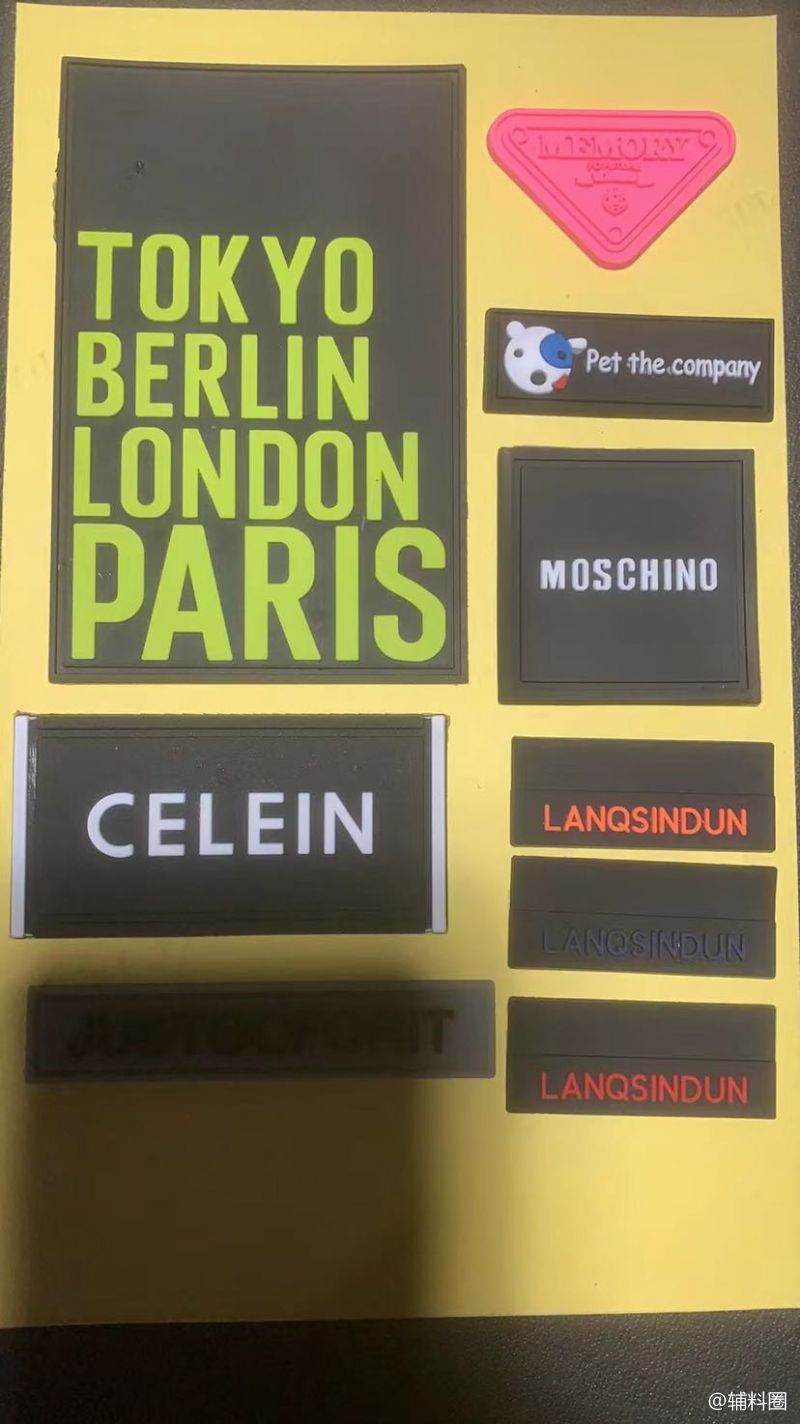 TOKYO
BERLIN
LONDON
PARIS
MEMORY
Pet the company
MOSCHINO
CELEIN
LANQSINDUN
LANQSINDUN
LANQSINDUN
@辅料圈